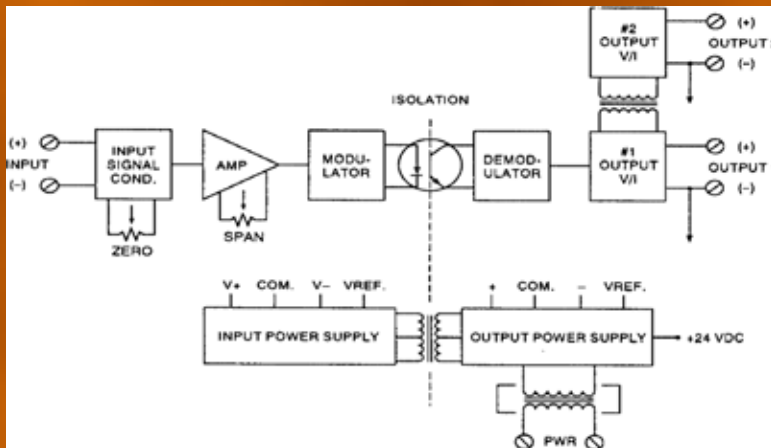 #2
OUTPUT
V/I
(+)
OUTPUT
(-)
ISOLATION
(+)
INPUT
(-)
INPUT
SIGNAL
COND.
ZERO
AMP
SPAN
MODU-
LATOR
DEMOD-
ULATOR
#1
OUTPUT
V/I
(+)
OUTPUT
(-)
V+ COM. V- VREF.
INPUT POWER SUPPLY
+ COM. - VREF.
OUTPUT POWER SUPPLY
+24 VDC
PWR